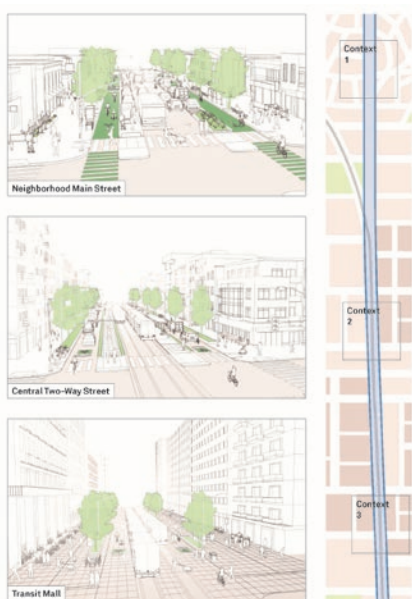 Neighborhood Main Street
Central Two-Way Street
Transit Mall
Context
1
Context
2
Context
3